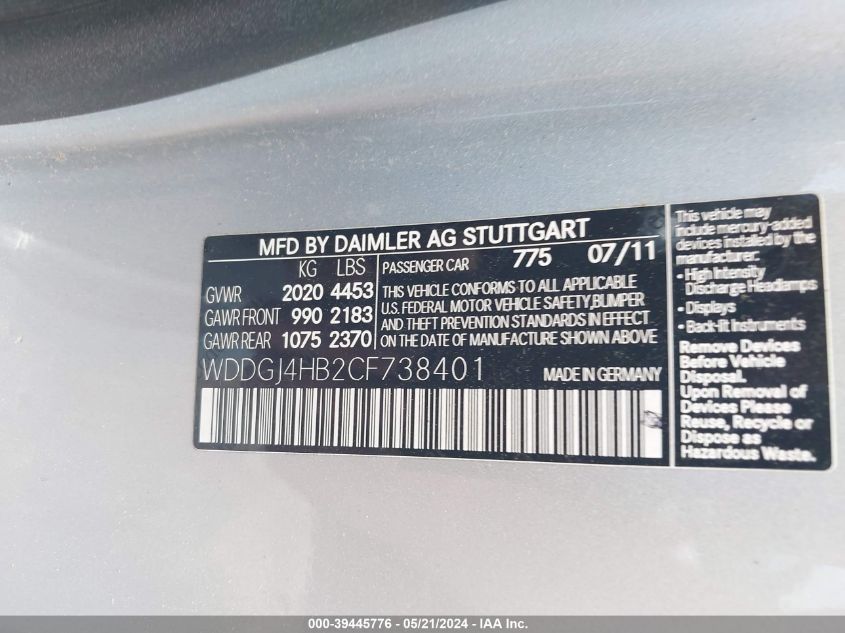 MFD BY DAIMLER AG STUTTGART
KG LBS
GVWR 2020 4453
GAWR FRONT 990 2183
GAWR REAR 1075 2370
PASSENGER CAR 775 07/11
THIS VEHICLE CONFORMS TO ALL APPLICABLE
U.S. FEDERAL MOTOR VEHICLE SAFETY,BUMPER
AND THEFT PREVENTION STANDARDS IN EFFECT
ON THE DATE OF MANUFACTURE SHOWN ABOVE
WDDGJ4HB2CF738401
MADE IN GERMANY
This vehicle may
include mercury-added
devices installed by the
manufacturer:
• High Intensity
Discharge Headlamps
• Displays
• Back-lit Instruments
Remove Devices
Before Vehicle
Disposal.
Upon Removal of
Devices Please
Reuse, Recycle or
Dispose as
Hazardous Waste.
000-39445776 - 05/21/2024 - IAA Inc.